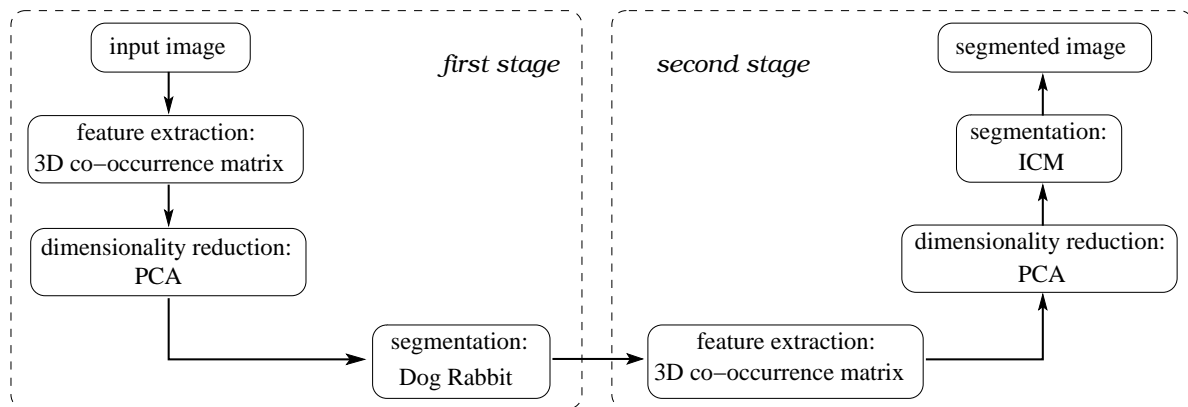 input image
first stage
feature extraction:
3D co−occurrence matrix
dimensionality reduction:
PCA
segmentation:
Dog Rabbit
second stage
feature extraction:
3D co−occurrence matrix
dimensionality reduction:
PCA
segmentation:
ICM
segmented image